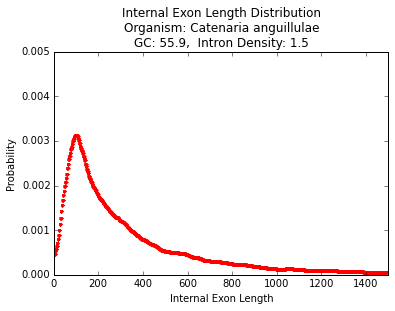 Internal Exon Length Distribution
Organism: Catenaria anguillulae
GC: 55.9,  Intron Density: 1.5
0.005
0.004
0.003
0.002
0.001
0.000
Probability
0 200 400 600 800 1000 1200 1400
Internal Exon Length